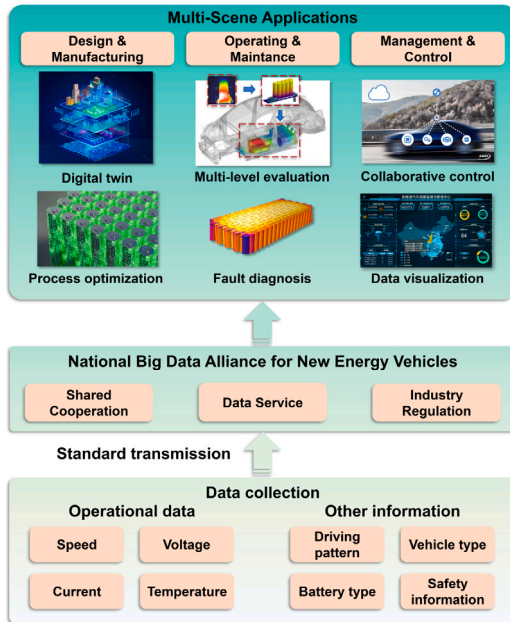 Multi-Scene Applications
Design &
Manufacturing
Operating &
Maintance
Management &
Control
Digital twin
Multi-level evaluation
Collaborative control
Process optimization
Fault diagnosis
Data visualization
National Big Data Alliance for New Energy Vehicles
Shared
Cooperation
Data Service
Industry
Regulation
Standard transmission
Data collection
Operational data
Other information
Speed
Voltage
Driving
pattern
Vehicle type
Current
Temperature
Battery type
Safety
information